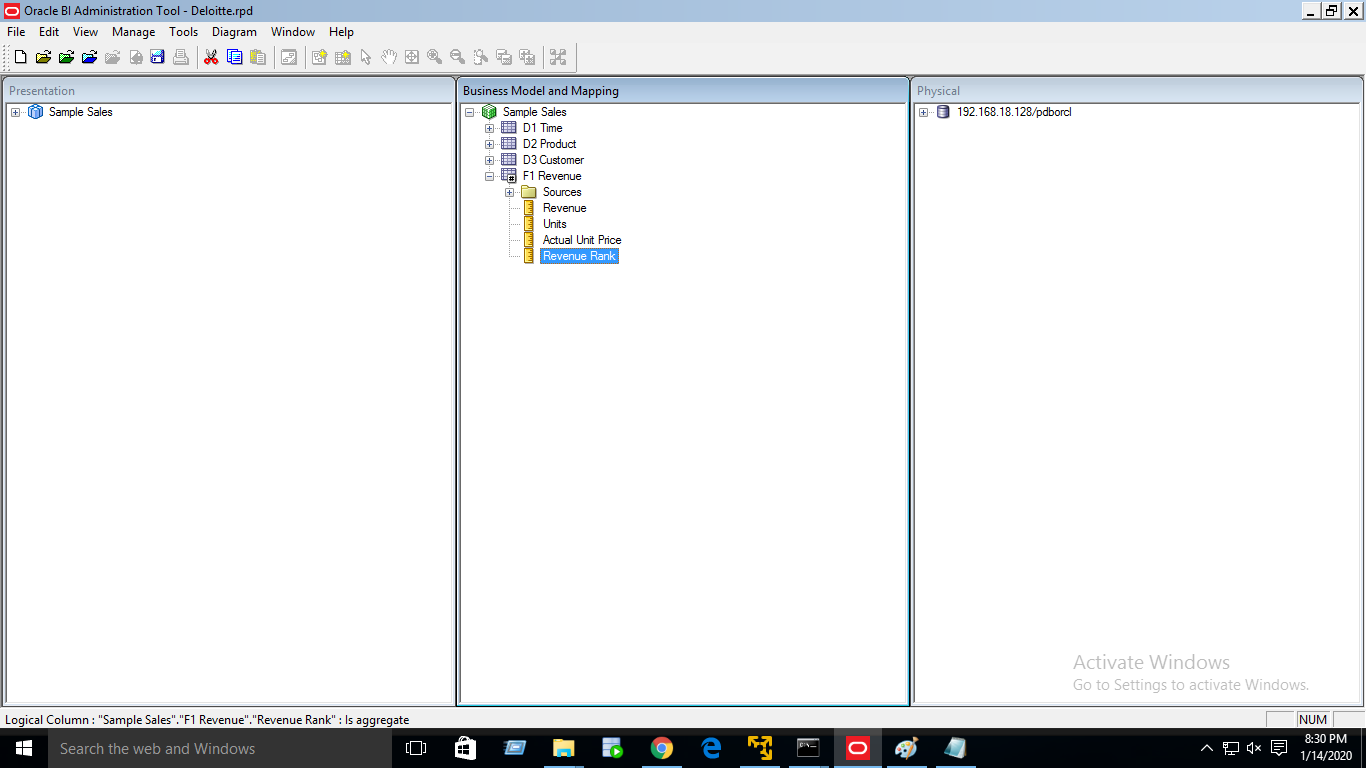 Oracle BI Administration Tool - Deloitte.rpd
File Edit View Manage Tools Diagram Window Help
Presentation
Sample Sales
Business Model and Mapping
Sample Sales
D1 Time
D2 Product
D3 Customer
F1 Revenue
Sources
Revenue
Units
Actual Unit Price
Revenue Rank
Physical
192.168.18.128/pdborcl
Activate Windows
Go to Settings to activate Windows.
Logical Column : "Sample Sales"."F1 Revenue"."Revenue Rank" : Is aggregate
NUM
Search the web and Windows
8:30 PM
1/14/2020